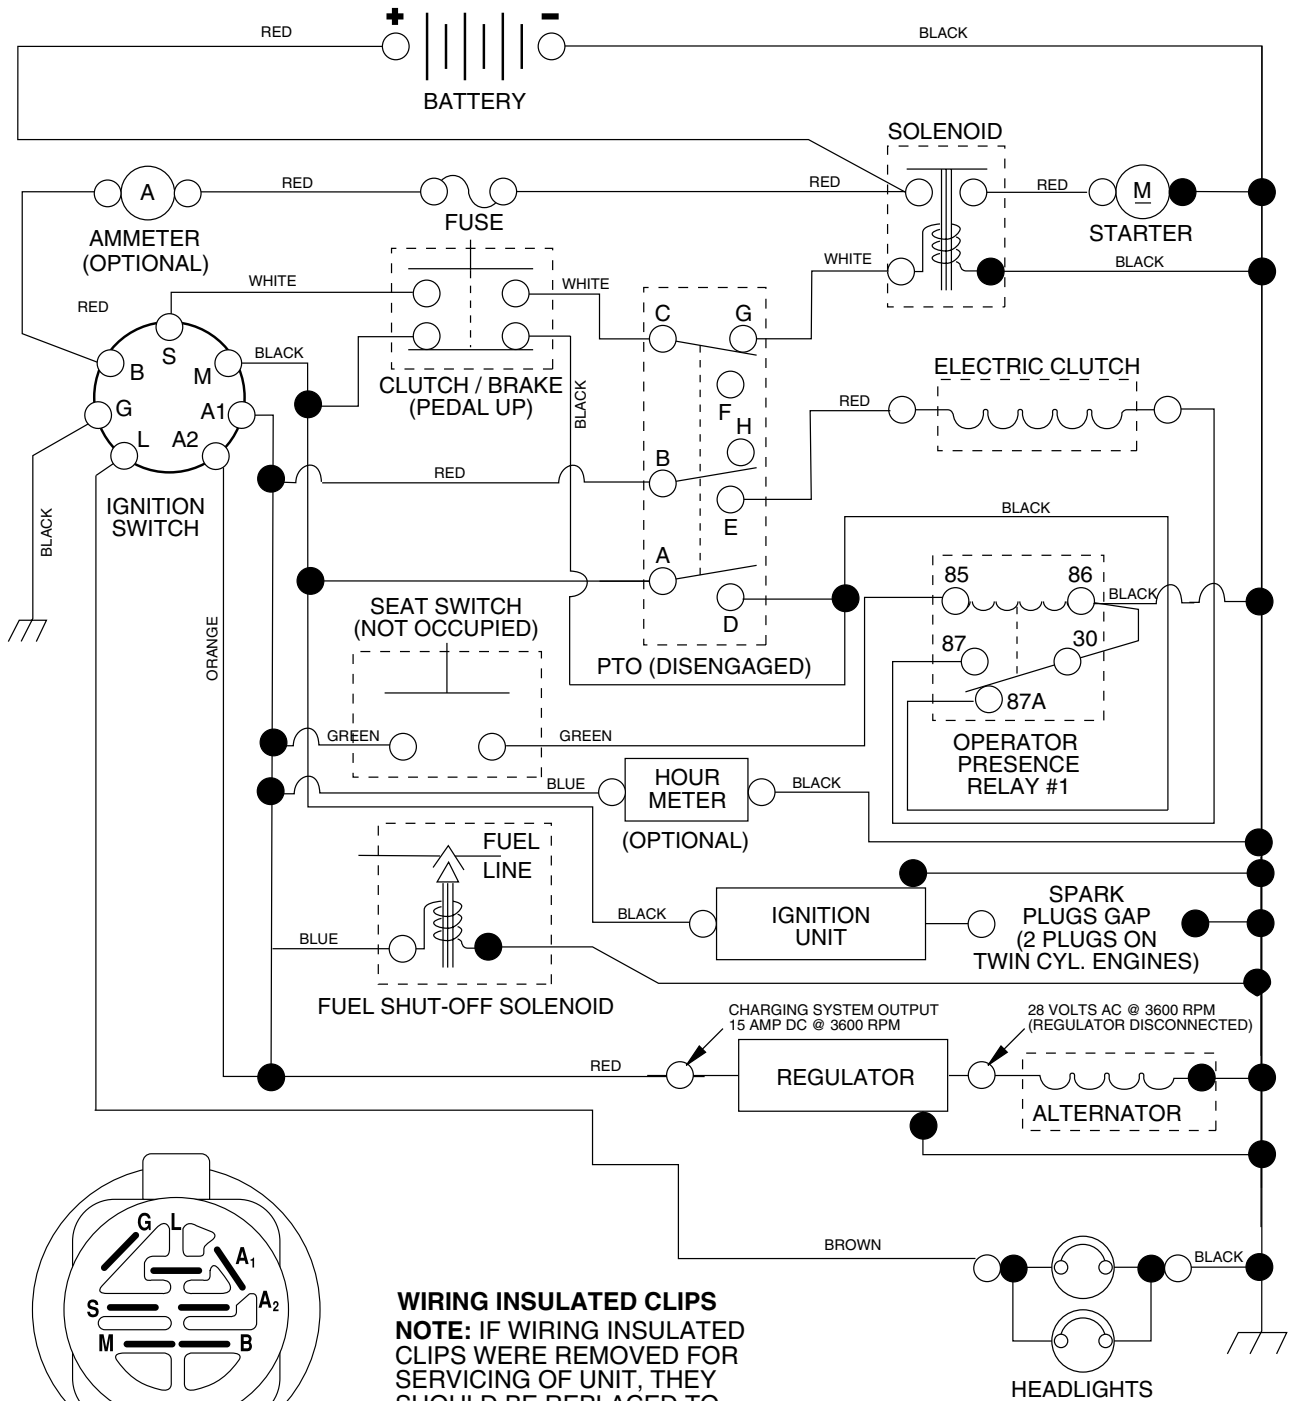 + −
RED
BLACK
BATTERY
SOLENOID
A
RED
RED
RED
M
FUSE
STARTER
AMMETER
(OPTIONAL)
WHITE
WHITE
WHITE
BLACK
RED
S
B
M
BLACK
G
A1
L
A2
CLUTCH / BRAKE
(PEDAL UP)
BLACK
C
G
F
H
B
E
A
D
ELECTRIC CLUTCH
RED
RED
IGNITION
SWITCH
BLACK
BLACK
ORANGE
SEAT SWITCH
(NOT OCCUPIED)
PTO (DISENGAGED)
85
86
BLACK
87
30
87A
GREEN
GREEN
OPERATOR
PRESENCE
RELAY #1
BLUE
HOUR
METER
BLACK
(OPTIONAL)
FUEL
LINE
BLACK
IGNITION
UNIT
SPARK
PLUGS GAP
(2 PLUGS ON
TWIN CYL. ENGINES)
BLUE
FUEL SHUT-OFF SOLENOID
CHARGING SYSTEM OUTPUT
15 AMP DC @ 3600 RPM
28 VOLTS AC @ 3600 RPM
(REGULATOR DISCONNECTED)
RED
REGULATOR
ALTERNATOR
G L
A1
S
A2
M
B
BROWN
BLACK
HEADLIGHTS
WIRING INSULATED CLIPS
NOTE: IF WIRING INSULATED
CLIPS WERE REMOVED FOR
SERVICING OF UNIT, THEY
SHOULD BE REPLACED TO